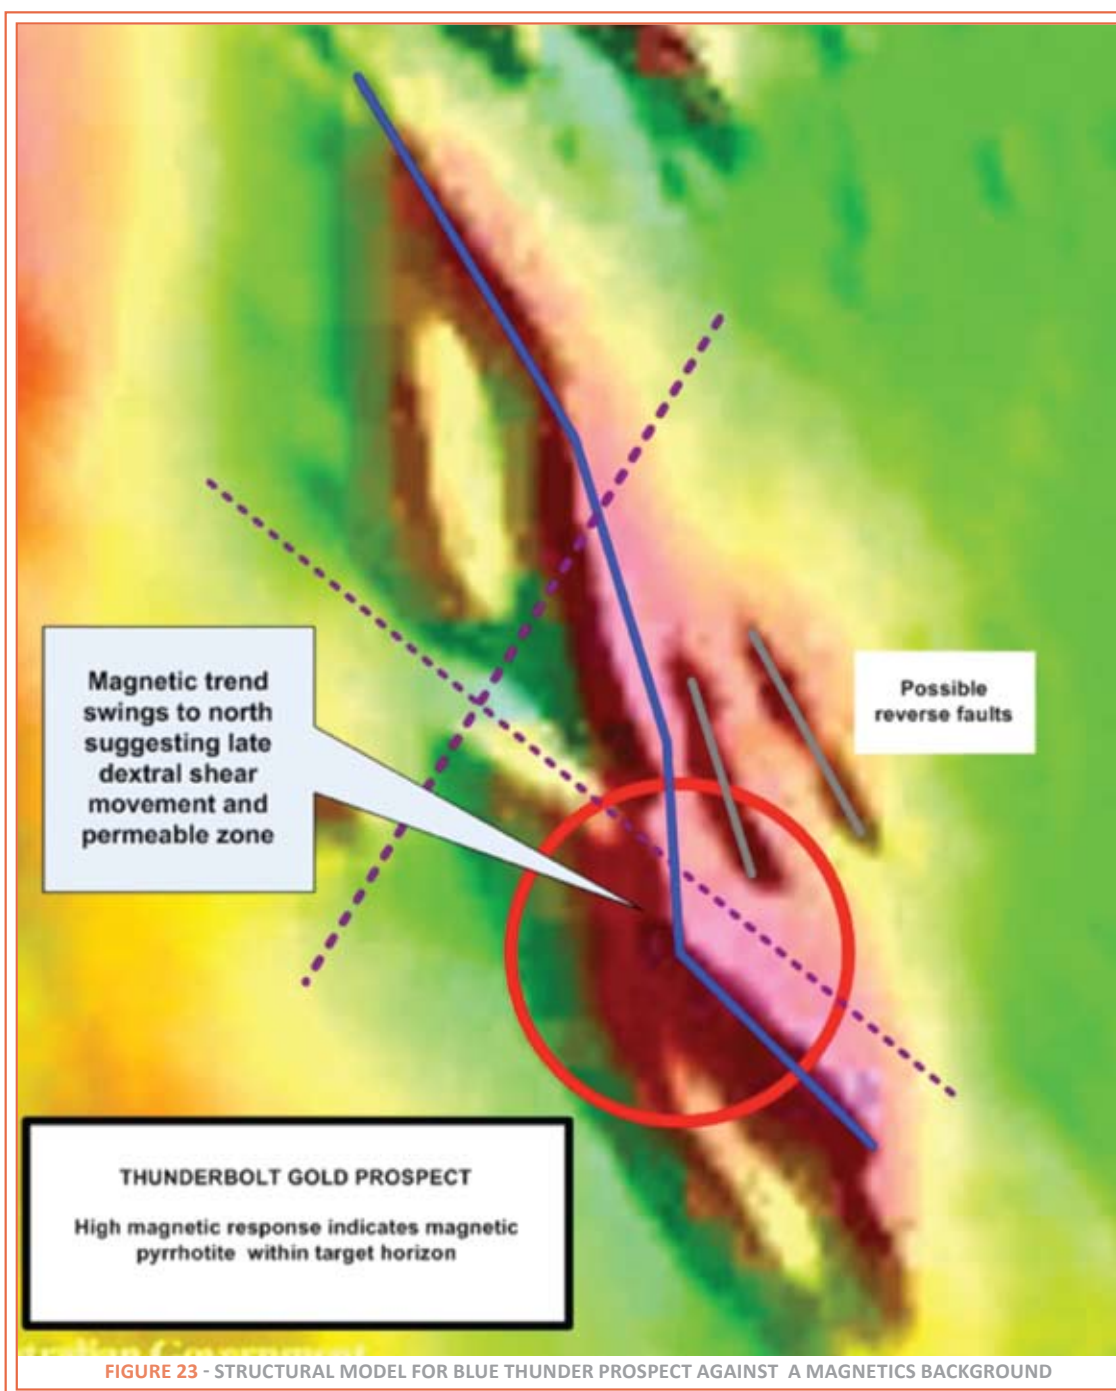 Magnetic trend
swings to north
suggesting late
dextral shear
movement and
permeable zone
Possible
reverse faults
THUNDERBOLT GOLD PROSPECT
High magnetic response indicates magnetic
pyrrhotite within target horizon
Government
FIGURE 23 - STRUCTURAL MODEL FOR BLUE THUNDER PROSPECT AGAINST A MAGNETICS BACKGROUND